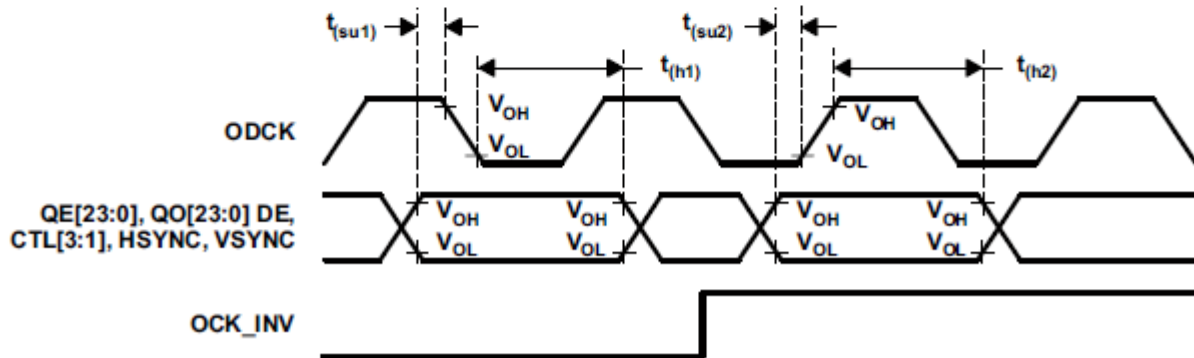 t(su1)
t(su2)
t(h1)
t(h2)
VOH
VOH
ODCK
VOL
VOL
QE[23:0], QO[23:0] DE,
VOH VOH VOH VOH
CTL[3:1], HSYNC, VSYNC
VOL VOL VOL VOL
OCK_INV